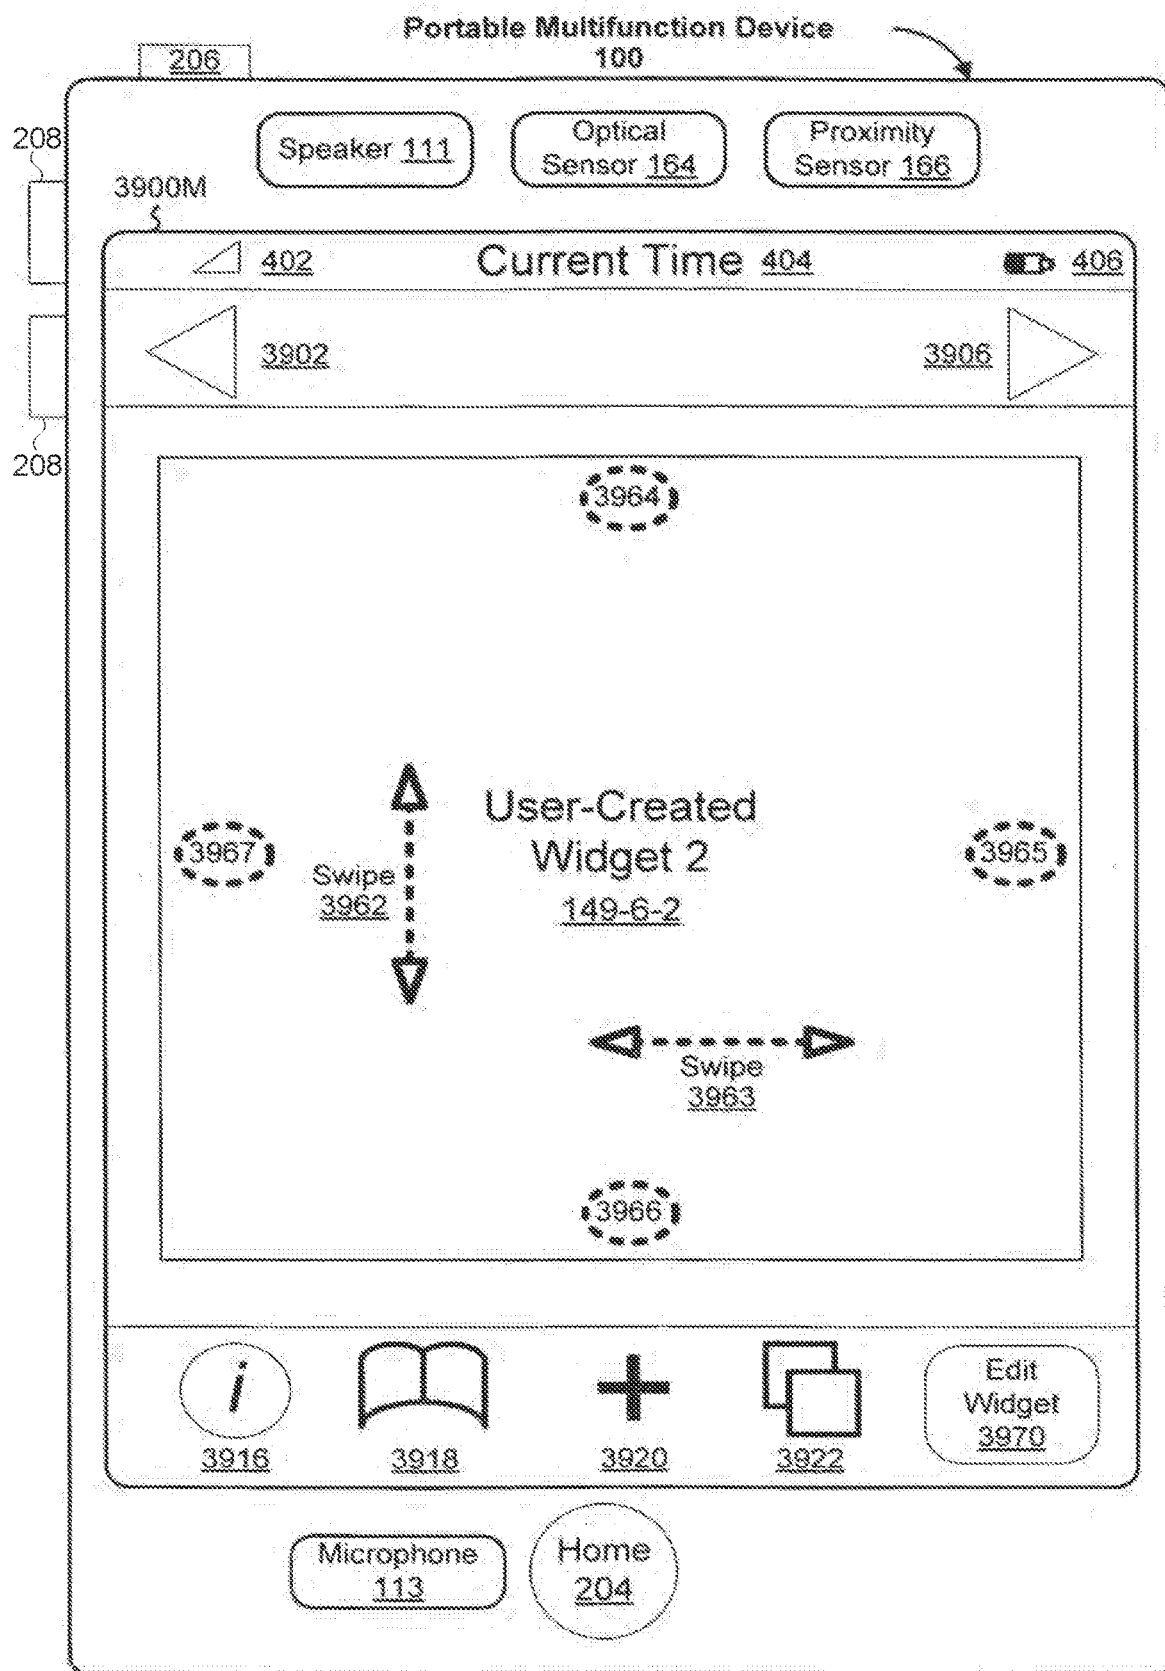 Portable Multifunction Device
100
206
208
208
3900M
Speaker 111
Optical
Sensor 164
Proximity
Sensor 166
402
Current Time 404
406
3902
3906
3964
3967
User-Created
Widget 2
149-6-2
3965
Swipe
3962
Swipe
3963
3966
3916
3918
3920
3922
Edit
Widget
3970
Microphone
113
Home
204